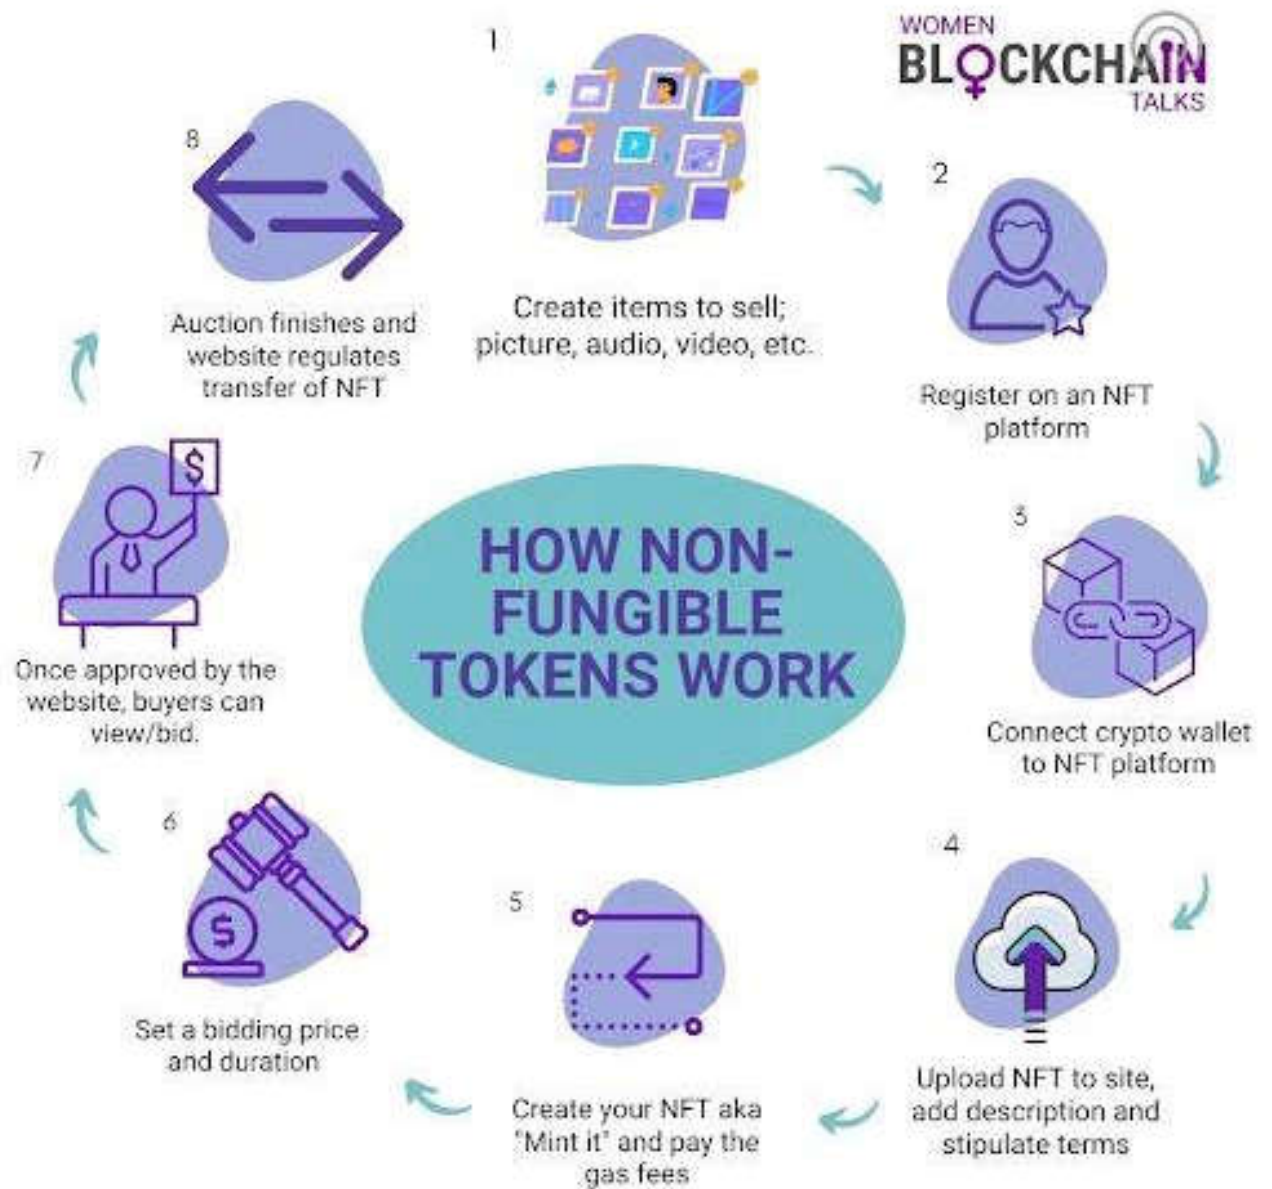 WOMEN
BLOCKCHAIN
TALKS
1
Create items to sell;
picture, audio, video, etc.
2
Register on an NFT
platform
3
Connect crypto wallet
to NFT platform
4
Upload NFT to site,
add description and
stipulate terms
5
Create your NFT aka
"Mint it" and pay the
gas fees
6
$
Set a bidding price
and duration
7
$
Once approved by the
website, buyers can
view/bid.
8
Auction finishes and
website regulates
transfer of NFT
HOW NON-
FUNGIBLE
TOKENS WORK